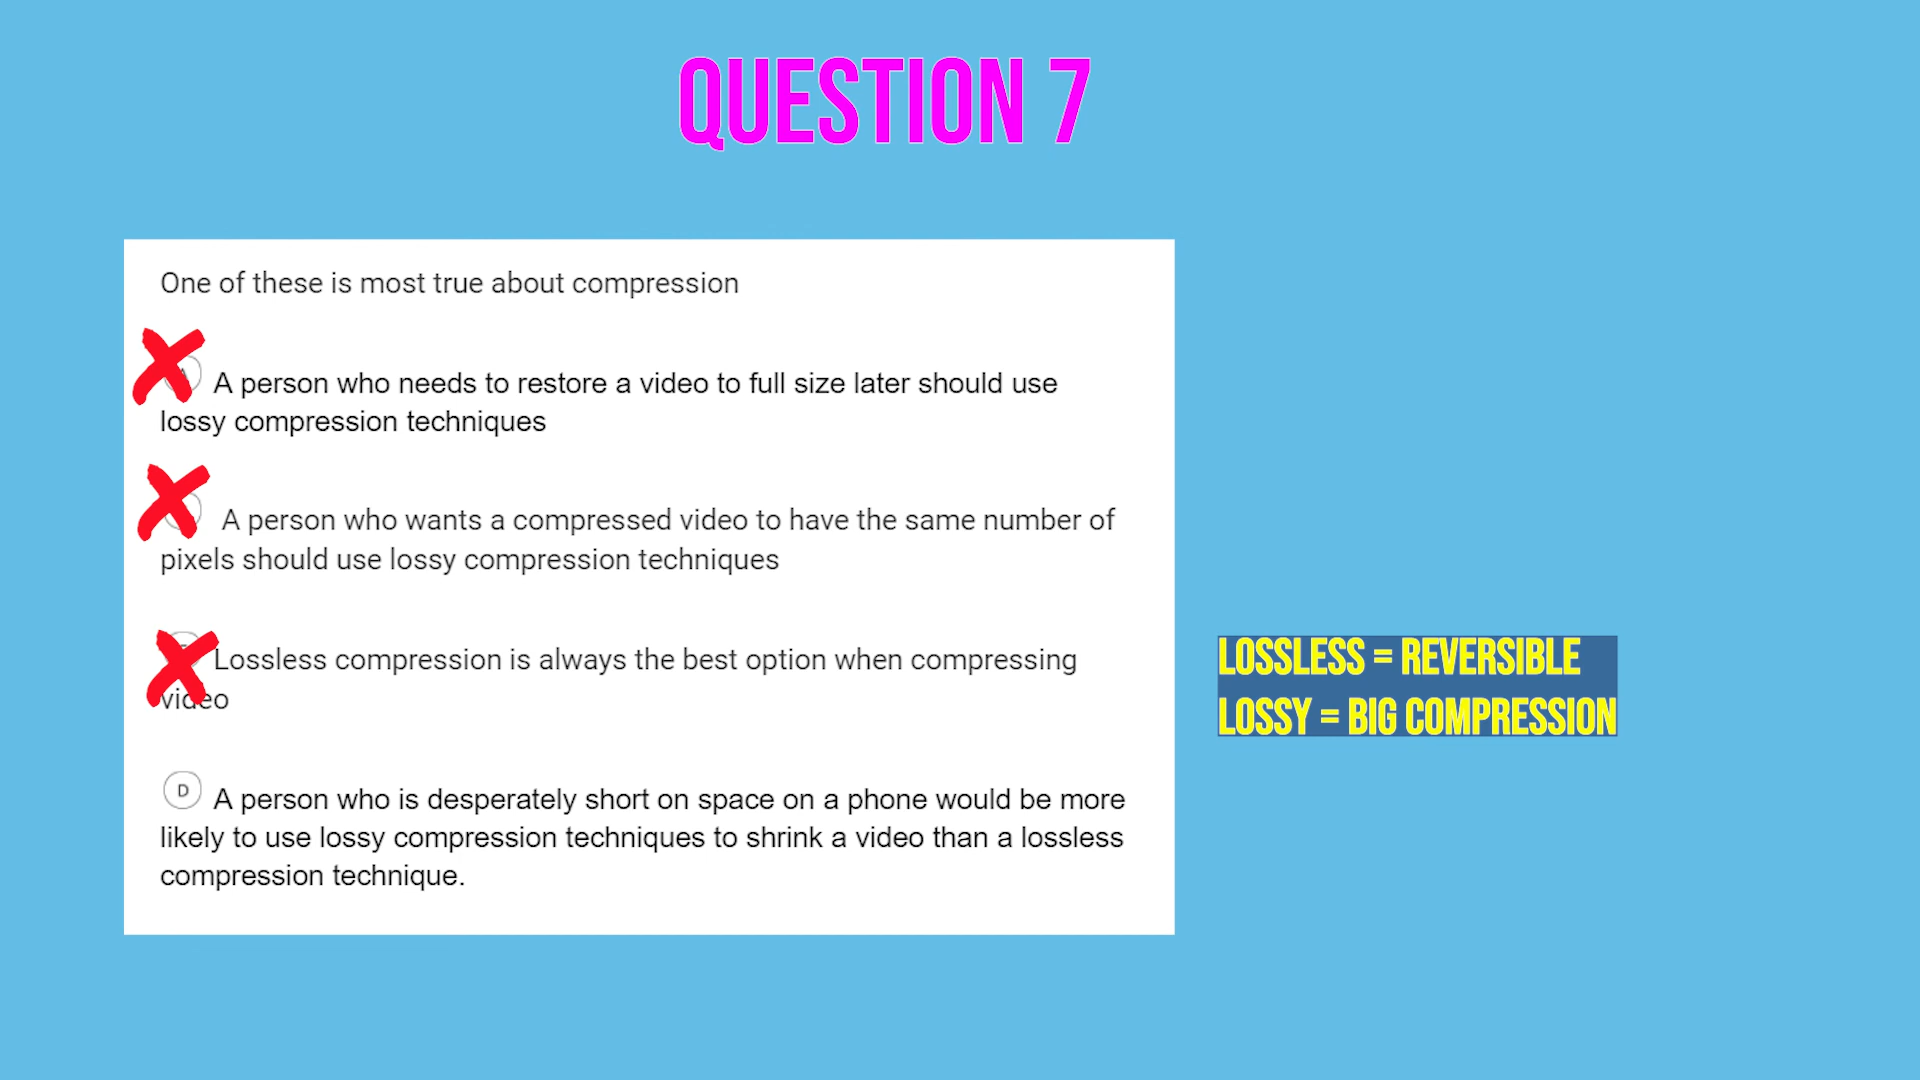 QUESTION 7
One of these is most true about compression
A person who needs to restore a video to full size later should use
lossy compression techniques
A person who wants a compressed video to have the same number of
pixels should use lossy compression techniques
Lossless compression is always the best option when compressing
video
LOSSLESS = REVERSIBLE
LOSSY = BIG COMPRESSION
D A person who is desperately short on space on a phone would be more
likely to use lossy compression techniques to shrink a video than a lossless
compression technique.